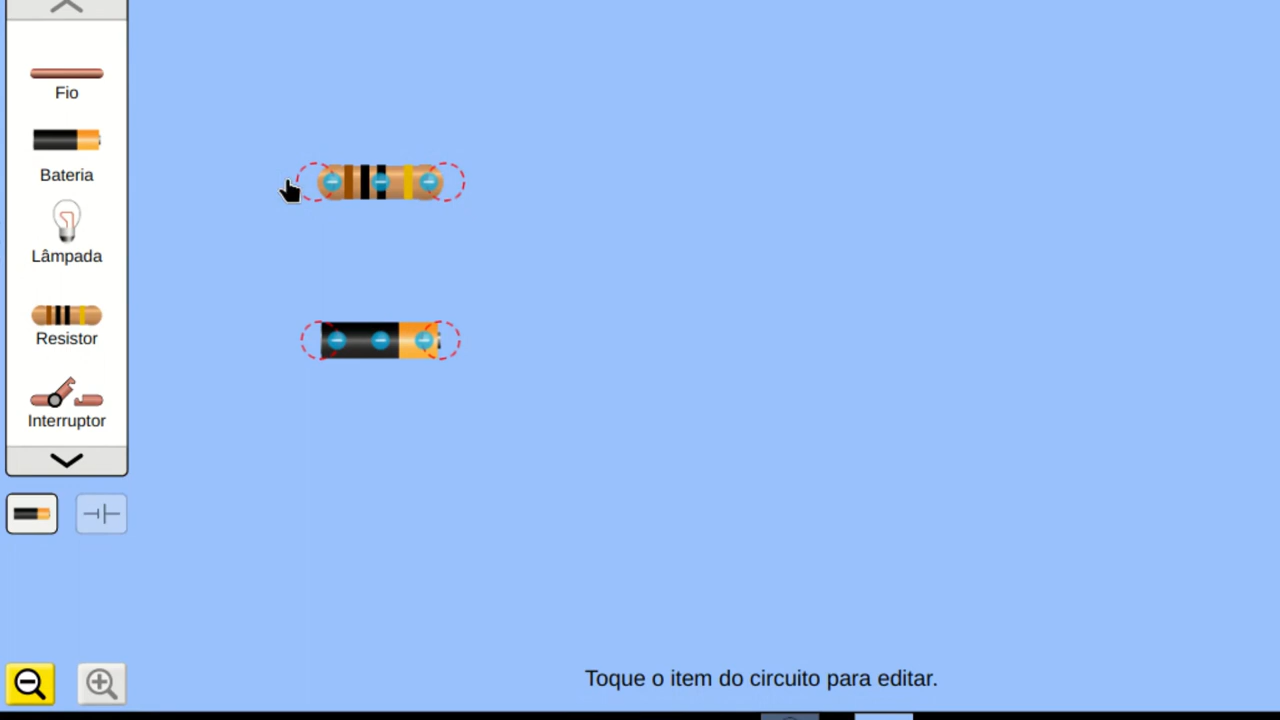 Fio
Bateria
Lâmpada
Resistor
Interruptor
Toque o item do circuito para editar.